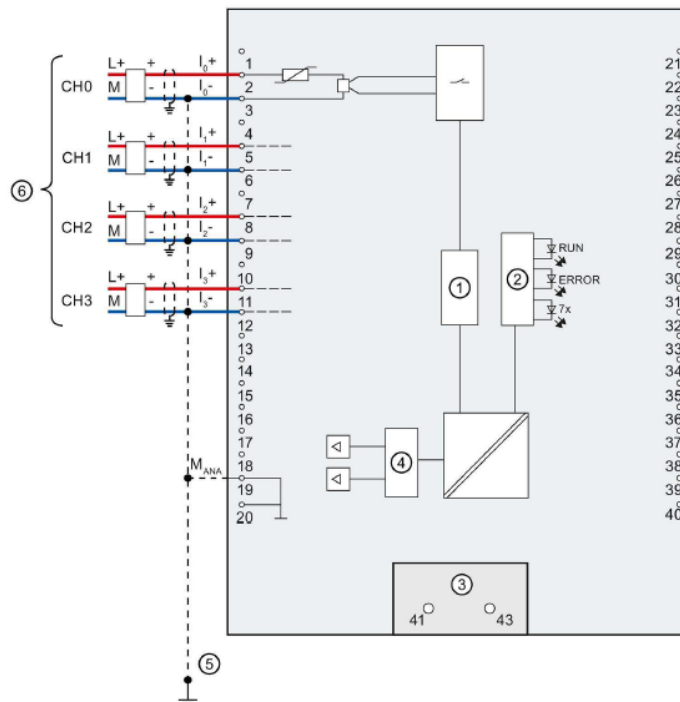 L+ + I0+ 1 21
CH0 M - I0- 2 22
3 23
4 24
L+ + I1+ 5 25
CH1 M - I1- 6 26
7 27
⑥
L+ + I2+ 8 28
CH2 M - I2- 9 29
10 30
L+ + I3+ 11 31
CH3 M - I3- 12 32
① ② RUN
ERROR
7x
13 33
14 34
15 35
16 36
17 37
MANA 18 38
19 39
20 40
④
③
41 43
⑤